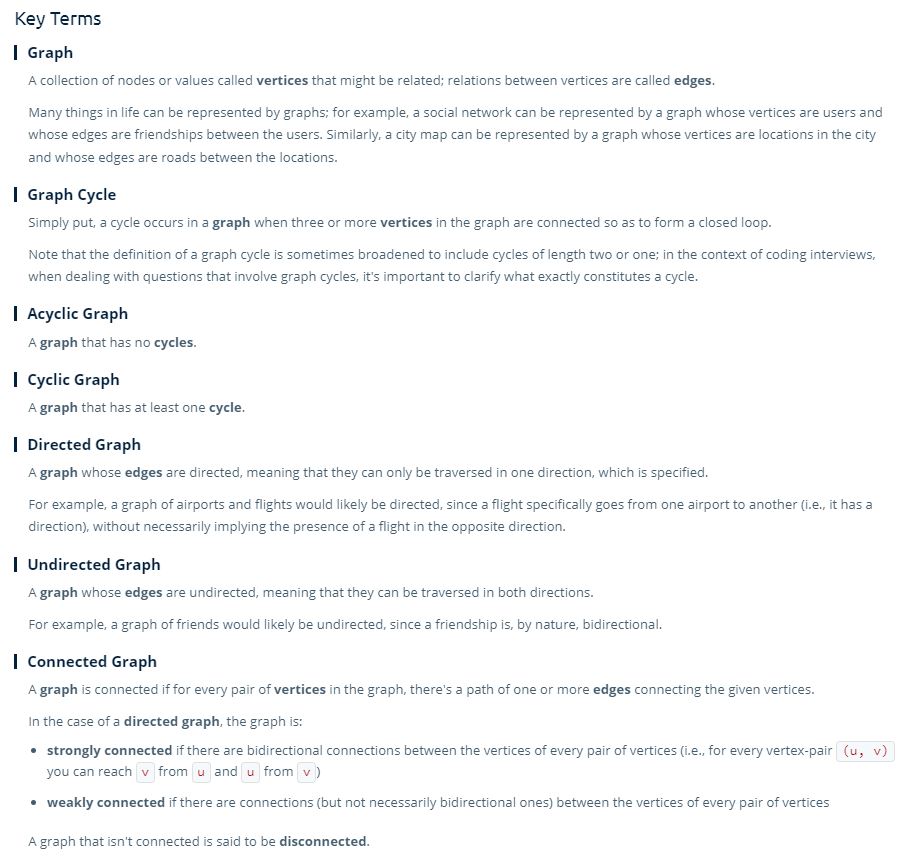 Key Terms
Graph
A collection of nodes or values called vertices that might be related; relations between vertices are called edges.
Many things in life can be represented by graphs; for example, a social network can be represented by a graph whose vertices are users and
whose edges are friendships between the users. Similarly, a city map can be represented by a graph whose vertices are locations in the city
and whose edges are roads between the locations.
Graph Cycle
Simply put, a cycle occurs in a graph when three or more vertices in the graph are connected so as to form a closed loop.
Note that the definition of a graph cycle is sometimes broadened to include cycles of length two or one; in the context of coding interviews,
when dealing with questions that involve graph cycles, it's important to clarify what exactly constitutes a cycle.
Acyclic Graph
A graph that has no cycles.
Cyclic Graph
A graph that has at least one cycle.
Directed Graph
A graph whose edges are directed, meaning that they can only be traversed in one direction, which is specified.
For example, a graph of airports and flights would likely be directed, since a flight specifically goes from one airport to another (i.e., it has a
direction), without necessarily implying the presence of a flight in the opposite direction.
Undirected Graph
A graph whose edges are undirected, meaning that they can be traversed in both directions.
For example, a graph of friends would likely be undirected, since a friendship is, by nature, bidirectional.
Connected Graph
A graph is connected if for every pair of vertices in the graph, there's a path of one or more edges connecting the given vertices.
In the case of a directed graph, the graph is:
• strongly connected if there are bidirectional connections between the vertices of every pair of vertices (i.e., for every vertex-pair (u, v)
you can reach v from u and u from v)
• weakly connected if there are connections (but not necessarily bidirectional ones) between the vertices of every pair of vertices
A graph that isn't connected is said to be disconnected.